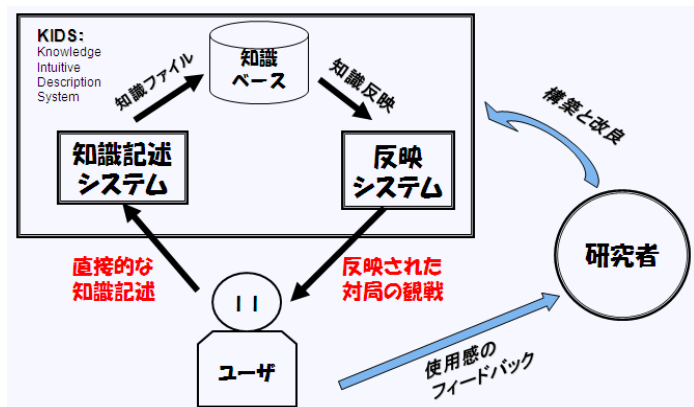 KIDS:
Knowledge
Intuitive
Description
System
知識ファイル
知識
ベース
知識反映
知識記述
システム
反映
システム
構築と改良
研究者
直接的な
知識記述
反映された
対局の観戦
ユーザ
使用感の
フィードバック